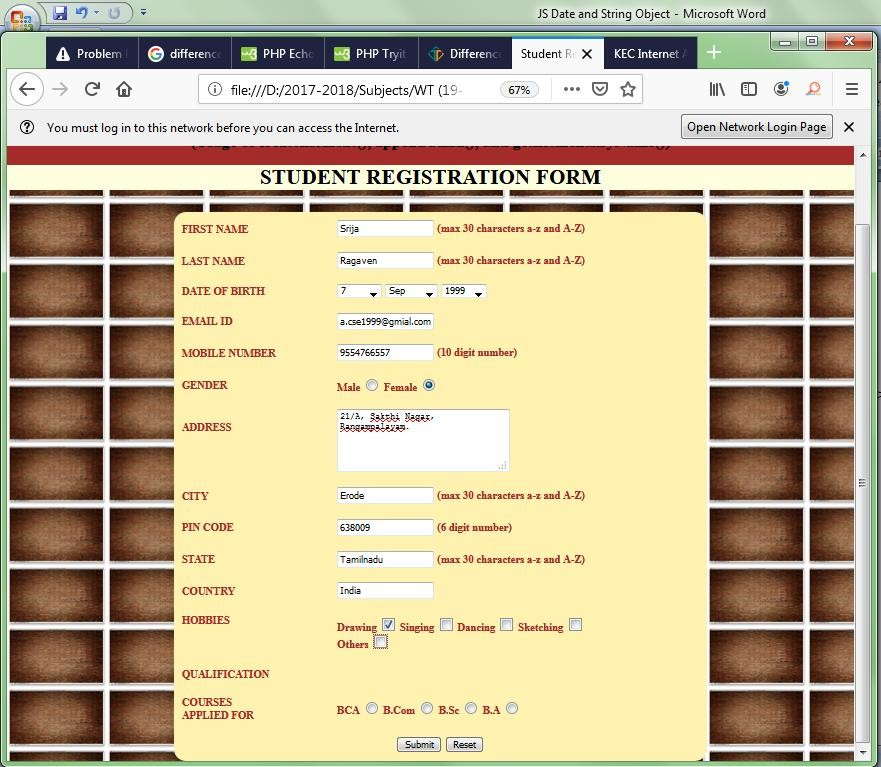 JS Date and String Object - Microsoft Word
Problem
difference
PHP Echo
PHP Tryit
Difference
Student Re
KEC Internet A
file:///D:/2017-2018/Subjects/WT (19-
67%
You must log in to this network before you can access the Internet.
Open Network Login Page
STUDENT REGISTRATION FORM
FIRST NAME Srija (max 30 characters a-z and A-Z)
LAST NAME Ragaven (max 30 characters a-z and A-Z)
DATE OF BIRTH 7 Sep 1999
EMAIL ID a.cse1999@gmial.com
MOBILE NUMBER 9554766557 (10 digit number)
GENDER Male Female
ADDRESS 21/A, Sakthi Nagar,
Rangampalayam.
CITY Erode (max 30 characters a-z and A-Z)
PIN CODE 638009 (6 digit number)
STATE Tamilnadu (max 30 characters a-z and A-Z)
COUNTRY India
HOBBIES
Drawing Singing Dancing Sketching
Others
QUALIFICATION
COURSES
APPLIED FOR
BCA B.Com B.Sc B.A
Submit Reset